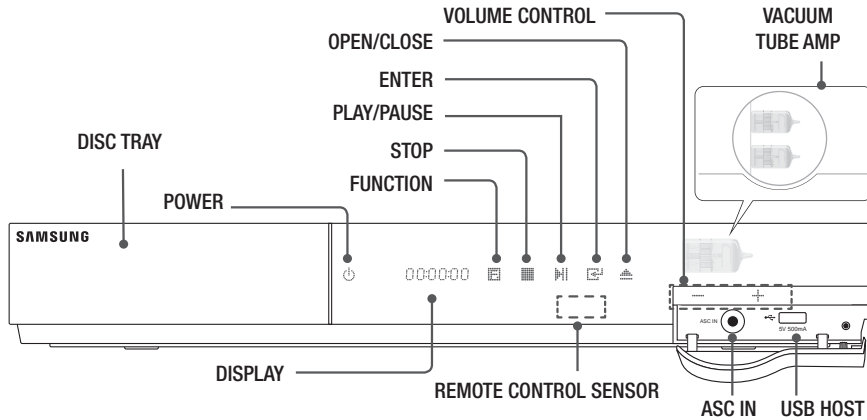 VOLUME CONTROL
VACUUM
TUBE AMP
OPEN/CLOSE
ENTER
PLAY/PAUSE
DISC TRAY
STOP
FUNCTION
POWER
SAMSUNG
00:00:00
F
ASC IN
5V 500mA
DISPLAY
REMOTE CONTROL SENSOR
ASC IN
USB HOST